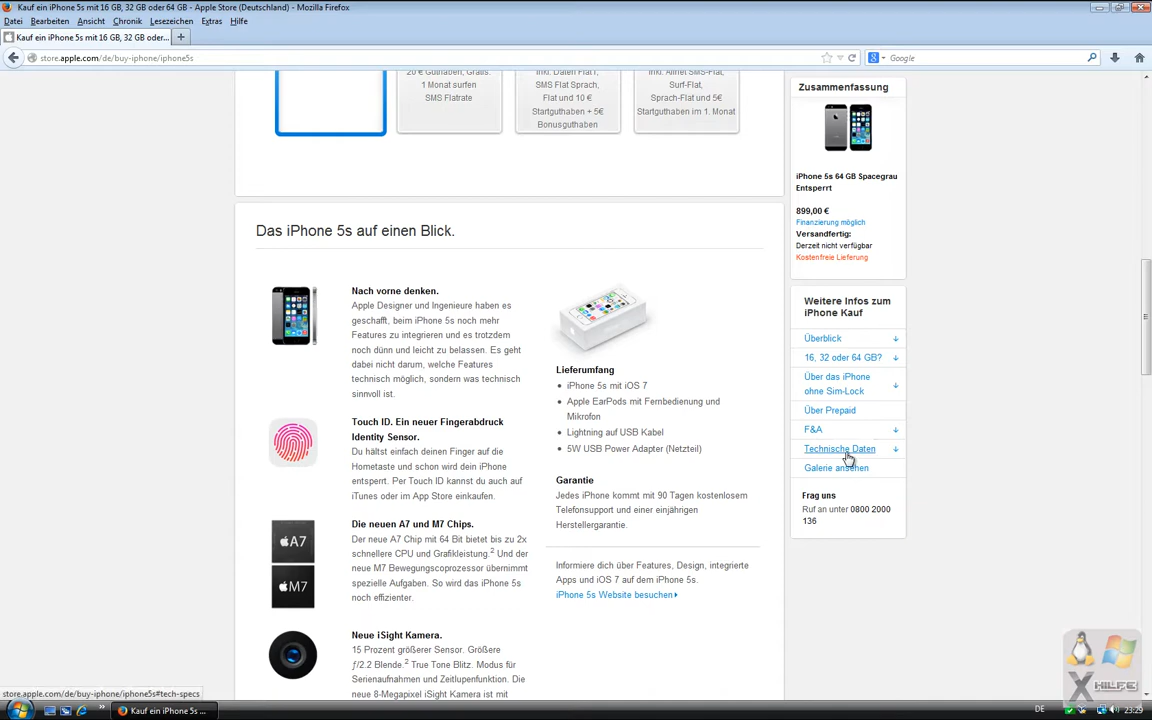 Kauf ein iPhone 5s mit 16 GB, 32 GB oder 64 GB - Apple Store (Deutschland) - Mozilla Firefox
Datei Bearbeiten Ansicht Chronik Lesezeichen Extras Hilfe
Kauf ein iPhone 5s mit 16 GB, 32 GB oder...
store.apple.com/de/buy-iphone/iphone5s
Google
20 € Guthaben, Gratis:
1 Monat surfen
SMS Flatrate
inkl. Daten Flat1,
SMS Flat Sprach,
Flat und 10 €
Startguthaben + 5€
Bonusguthaben
inkl. Allnet SMS-Flat,
Surf-Flat,
Sprach-Flat und 5€
Startguthaben im 1. Monat
Das iPhone 5s auf einen Blick.
Nach vorne denken.
Apple Designer und Ingenieure haben es
geschafft, beim iPhone 5s noch mehr
Features zu integrieren und es trotzdem
noch dünn und leicht zu belassen. Es geht
dabei nicht darum, welche Features
technisch möglich, sondern was technisch
sinnvoll ist.
Touch ID. Ein neuer Fingerabdruck
Identity Sensor.
Du hältst einfach deinen Finger auf die
Hometaste und schon wird dein iPhone
entsperrt. Per Touch ID kannst du auch auf
iTunes oder im App Store einkaufen.
A7
M7
Die neuen A7 und M7 Chips.
Der neue A7 Chip mit 64 Bit bietet bis zu 2x
schnellere CPU und Grafikleistung.2 Und der
neue M7 Bewegungscoprozessor übernimmt
spezielle Aufgaben. So wird das iPhone 5s
noch effizienter.
Neue iSight Kamera.
15 Prozent größerer Sensor. Größere
ƒ/2.2 Blende.2 True Tone Blitz. Modus für
Serienaufnahmen und Zeitlupenvideo. Die
neue 8-Megapixel iSight Kamera ist mit
Lieferumfang
• iPhone 5s mit iOS 7
• Apple EarPods mit Fernbedienung und
Mikrofon
• Lightning auf USB Kabel
• 5W USB Power Adapter (Netzteil)
Garantie
Jedes iPhone kommt mit 90 Tagen kostenlosem
Telefonsupport und einer einjährigen
Herstellergarantie.
Informiere dich über Features, Design, integrierte
Apps und iOS 7 auf dem iPhone 5s.
iPhone 5s Website besuchen
Zusammenfassung
iPhone 5s 64 GB Spacegrau
Entsperrt
899,00 €
Finanzierung möglich
Versandfertig:
Derzeit nicht verfügbar
Kostenfreie Lieferung
Weitere Infos zum
iPhone Kauf
Überblick
16, 32 oder 64 GB?
Über das iPhone
ohne Sim-Lock
Über Prepaid
F&A
Technische Daten
Galerie ansehen
Frag uns
Ruf an unter 0800 2000
136
XHILFE
store.apple.com/de/buy-iphone/iphone5s#tech-specs
Kauf ein iPhone 5s ...
DE
23:29